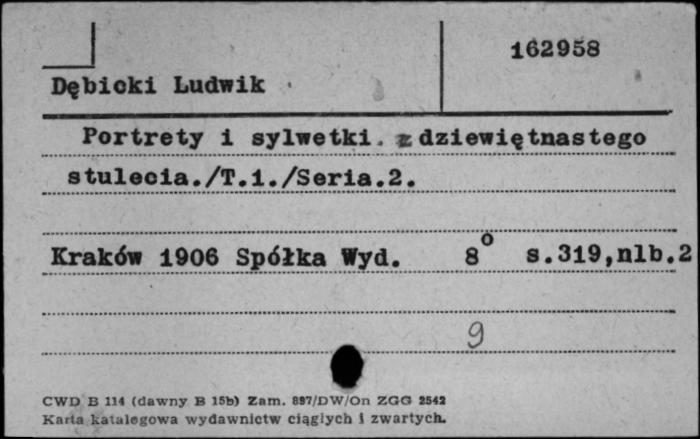 162958
Dębicki Ludwik
Portrety i sylwetki z dziewiętnastego
stulecia./T.1./Seria.2.
Kraków 1906 Spółka Wyd. 8° s.319,nlb.2
9
CWD B 114 (dawny B 15b) Zam. 897/DW/On ZGG 2542
Karta katalogowa wydawnictw ciągłych i zwartych.